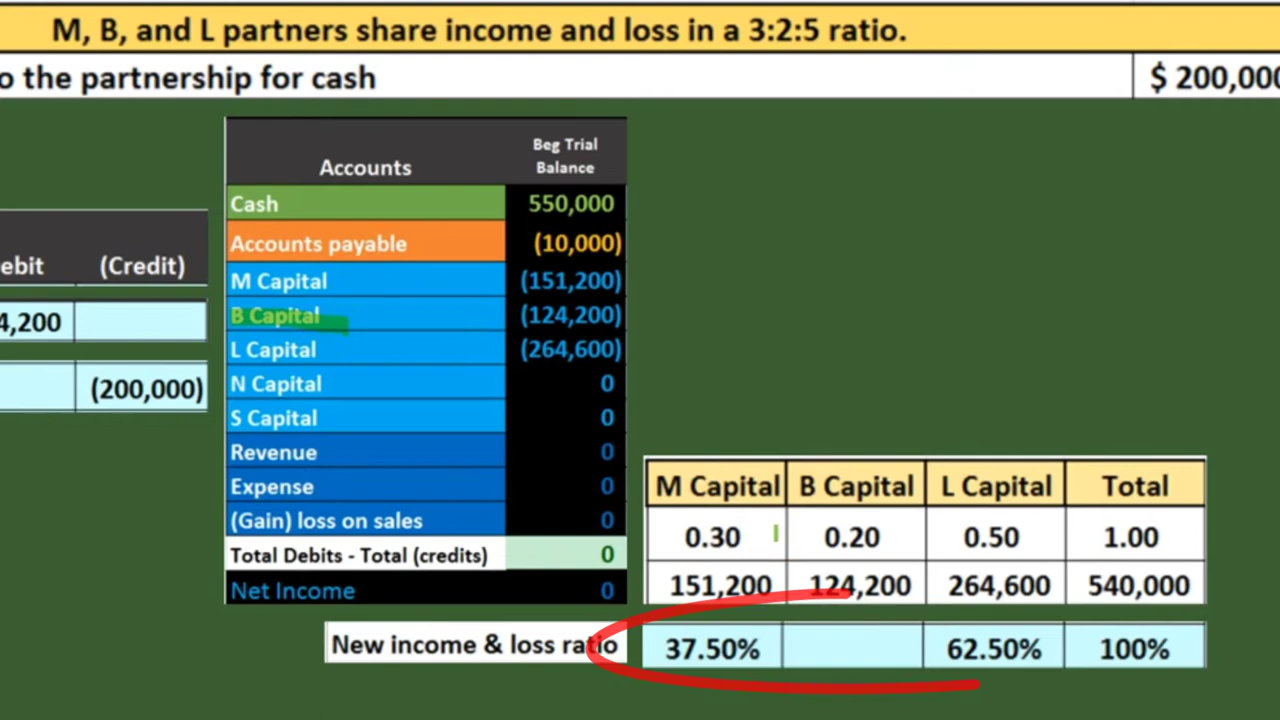 M, B, and L partners share income and loss in a 3:2:5 ratio.
o the partnership for cash $ 200,000
Accounts Beg Trial Balance
ebit (Credit)
4,200
(200,000)
Cash 550,000
Accounts payable (10,000)
M Capital (151,200)
B Capital (124,200)
L Capital (264,600)
N Capital 0
S Capital 0
Revenue 0
Expense 0
(Gain) loss on sales 0
Total Debits - Total (credits) 0
Net Income 0
M Capital B Capital L Capital Total
0.30 0.20 0.50 1.00
151,200 124,200 264,600 540,000
New income & loss ratio 37.50% 62.50% 100%